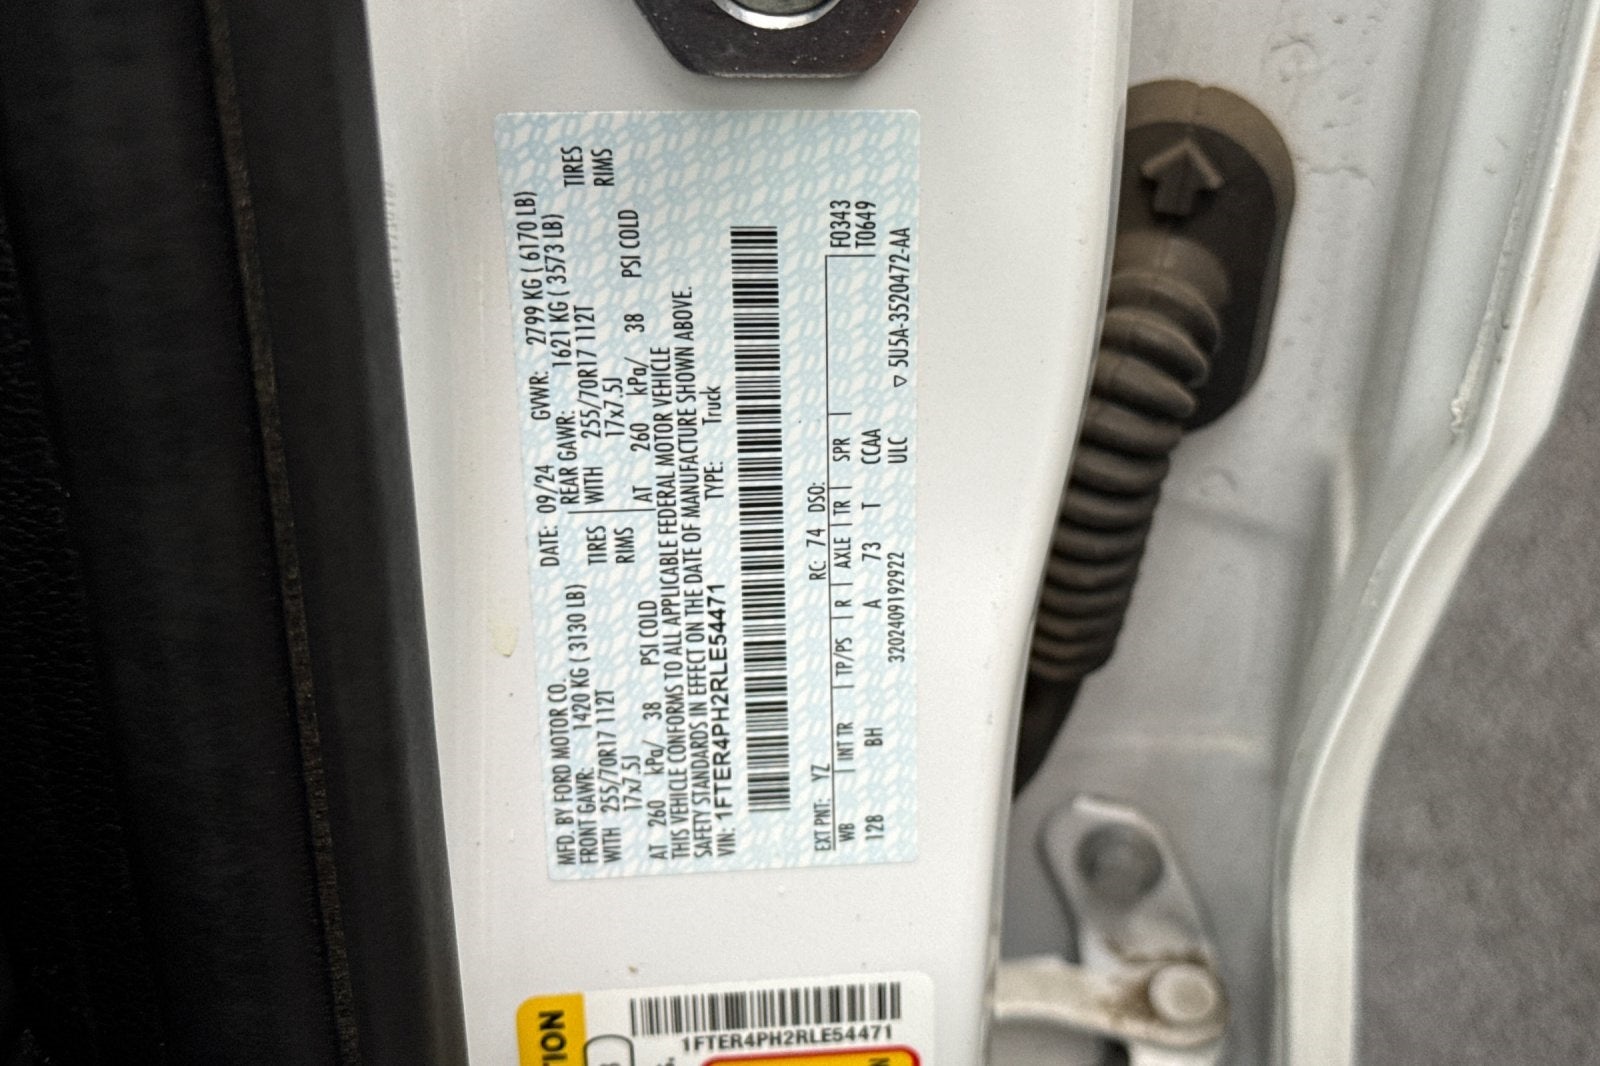 MFD. BY FORD MOTOR CO. DATE: 09/24 GVWR: 2799 KG ( 6170 LB)
FRONT GAWR: 1420 KG ( 3130 LB) REAR GAWR: 1621 KG ( 3573 LB)
WITH 255/70R17 112T TIRES WITH 255/70R17 112T TIRES
17x7.5J RIMS 17x7.5J RIMS
AT 260 kPa/ 38 PSI COLD AT 260 kPa/ 38 PSI COLD
THIS VEHICLE CONFORMS TO ALL APPLICABLE FEDERAL MOTOR VEHICLE
SAFETY STANDARDS IN EFFECT ON THE DATE OF MANUFACTURE SHOWN ABOVE.
VIN: 1FTER4PH2RLE54471 TYPE: Truck
EXT PNT: YZ RC: 74 DSO:
WB INT TR TP/PS R AXLE TR SPR F0343
128 BH A 73 T CCAA T0649
3202409192922 ULC ▽ 5U5A-3520472-AA
1FTER4PH2RLE54471